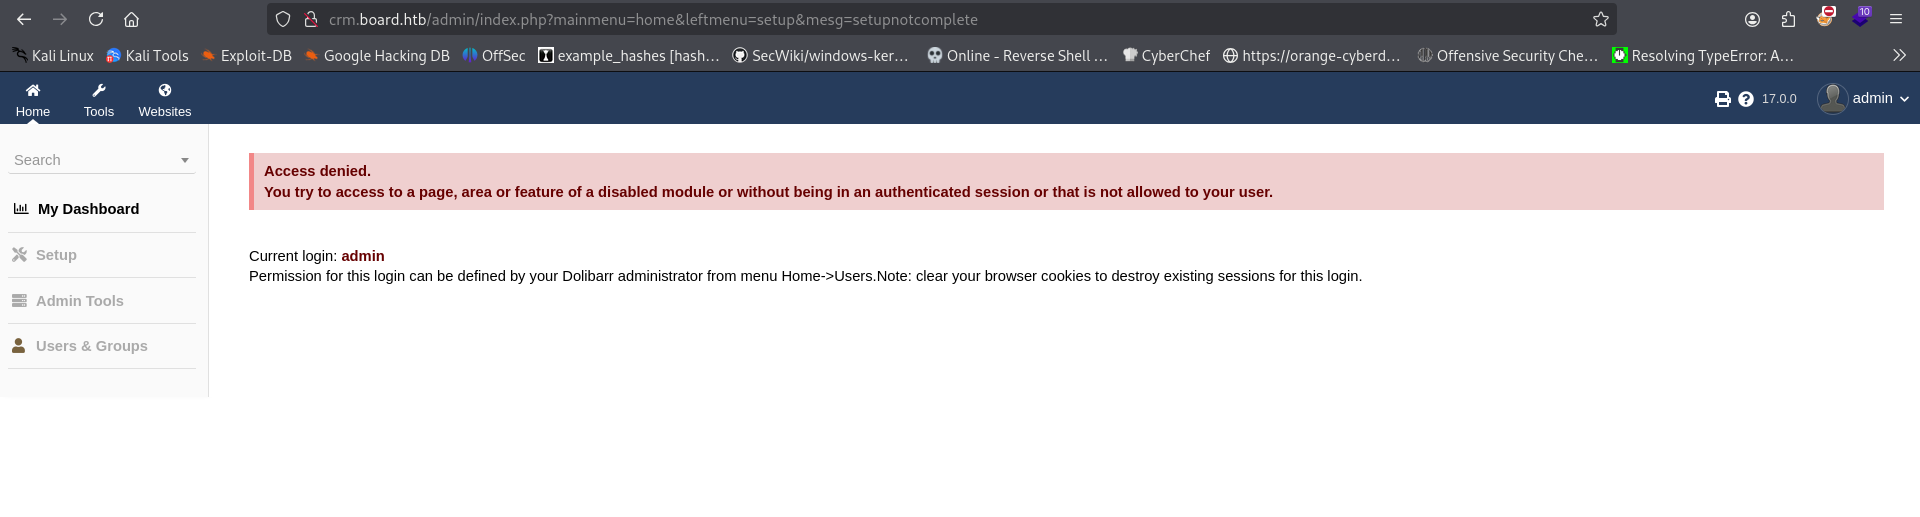 crm.board.htb/admin/index.php?mainmenu=home&leftmenu=setup&mesg=setupnotcomplete
10
Kali Linux Kali Tools Exploit-DB Google Hacking DB OffSec example_hashes [hash… SecWiki/windows-ker… Online - Reverse Shell … CyberChef https://orange-cyberd… Offensive Security Che… Resolving TypeError: A…
Home Tools Websites 17.0.0 admin
Search
My Dashboard
Setup
Admin Tools
Users & Groups
Access denied.
You try to access to a page, area or feature of a disabled module or without being in an authenticated session or that is not allowed to your user.
Current login: admin
Permission for this login can be defined by your Dolibarr administrator from menu Home->Users.Note: clear your browser cookies to destroy existing sessions for this login.